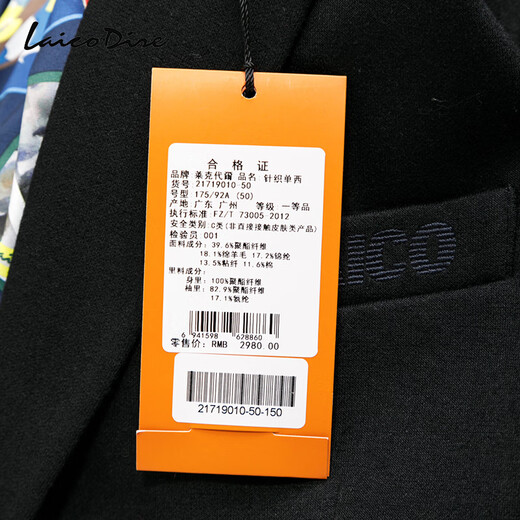 LaicoDire
合格证
品牌 莱克代爾 品名 针织单西
货号 21719010 50
号型 175/92A (50)
产地 广东 广州 等级 一等品
执行标准 FZ/T 73005 2012
安全类别:C类(非直接接触皮肤类产品)
检验员 001
面料成分: 39.6%聚酯纤维
18.1%绵羊毛 17.2%锦纶
13.5%粘纤 11.6%棉
里料成分:
身里: 100%聚酯纤维
袖里: 82.9%聚酯纤维
17.1%氨纶
6 941598 628860
零售价: RMB 2980.00
21719010-50-150
ICO